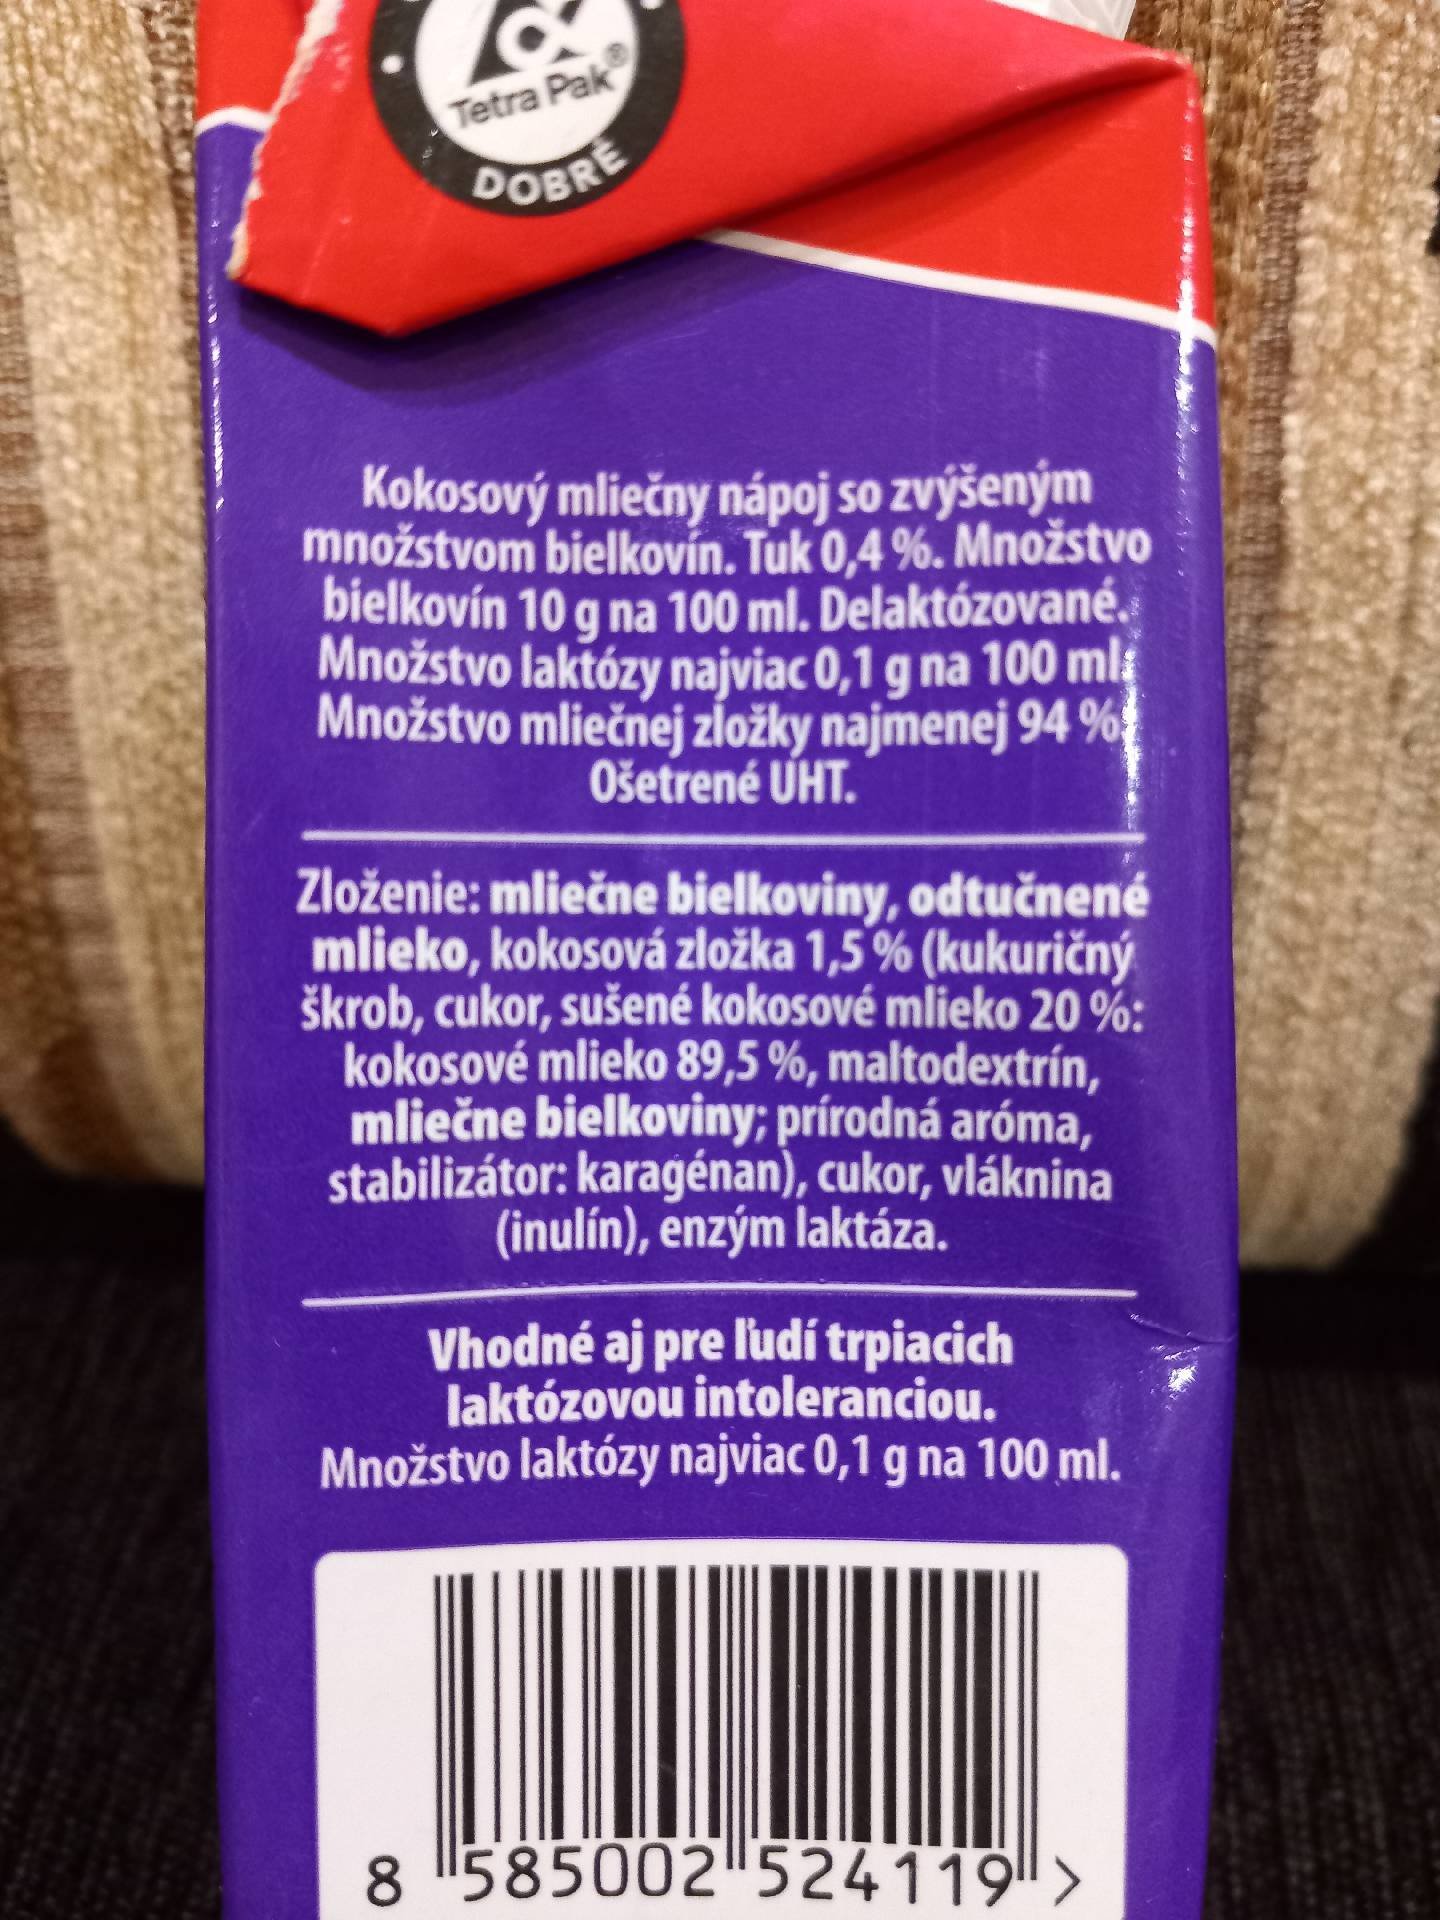 Tetra Pak®
DOBRÉ
Kokosový mliečny nápoj so zvýšeným
množstvom bielkovín. Tuk 0,4 %. Množstvo
bielkovín 10 g na 100 ml. Delaktózované.
Množstvo laktózy najviac 0,1 g na 100 ml.
Množstvo mliečnej zložky najmenej 94 %.
Ošetrené UHT.
Zloženie: mliečne bielkoviny, odtučnené
mlieko, kokosová zložka 1,5 % (kukuričný
škrob, cukor, sušené kokosové mlieko 20 %:
kokosové mlieko 89,5 %, maltodextrín,
mliečne bielkoviny; prírodná aróma,
stabilizátor: karagénan), cukor, vláknina
(inulín), enzým laktáza.
Vhodné aj pre ľudí trpiacich
laktózovou intoleranciou.
Množstvo laktózy najviac 0,1 g na 100 ml.
8 585002 524119 >